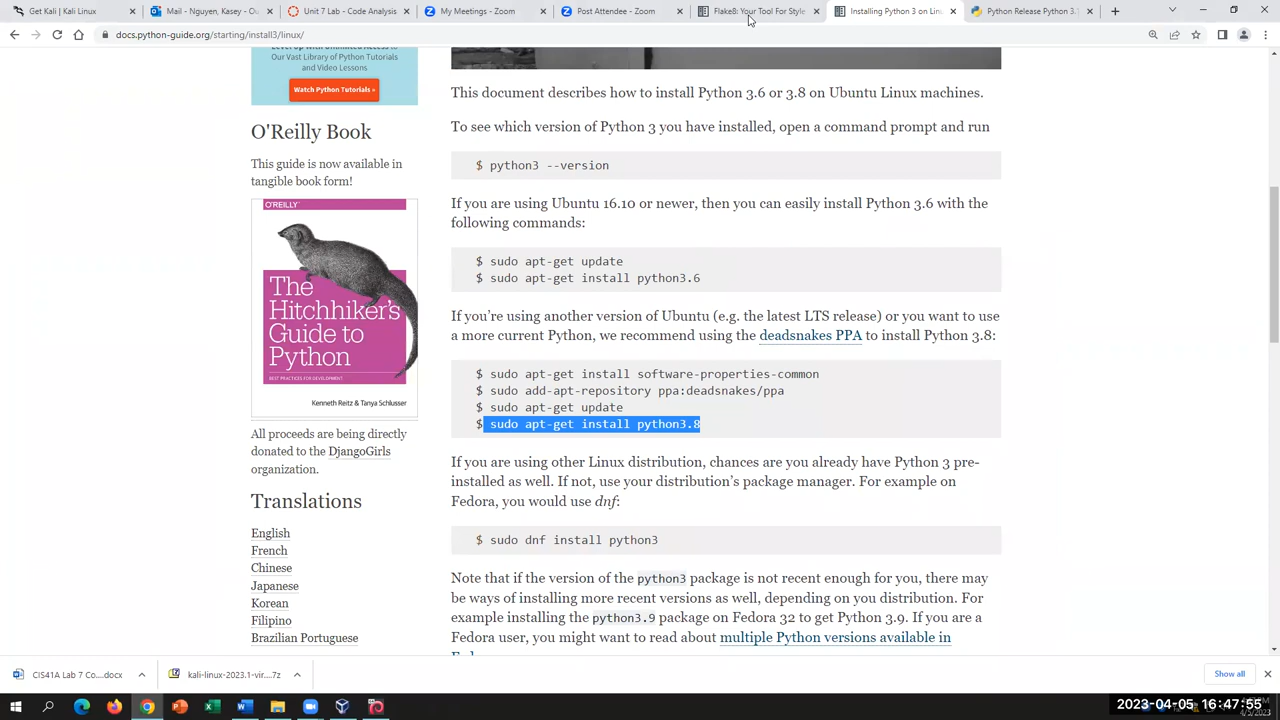 Get Kali | Kali Linux
Mail - Nguyen, Kasey - Ou
Unit 7 Lab - Code Analysis
My Meetings - Zoom
Post Attendee - Zoom
Flake8: Your Tool For Style
Installing Python 3 on Linu
Python Release Python 3.
docs.python-guide.org/starting/install3/linux/
Our Vast Library of Python Tutorials
and Video Lessons
Watch Python Tutorials »
O'Reilly Book
This guide is now available in
tangible book form!
O'REILLY
The
Hitchhiker's
Guide to
Python
BEST PRACTICES FOR DEVELOPMENT
Kenneth Reitz & Tanya Schlusser
All proceeds are being directly
donated to the DjangoGirls
organization.
Translations
English
French
Chinese
Japanese
Korean
Filipino
Brazilian Portuguese
This document describes how to install Python 3.6 or 3.8 on Ubuntu Linux machines.
To see which version of Python 3 you have installed, open a command prompt and run
$ python3 --version
If you are using Ubuntu 16.10 or newer, then you can easily install Python 3.6 with the
following commands:
$ sudo apt-get update
$ sudo apt-get install python3.6
If you're using another version of Ubuntu (e.g. the latest LTS release) or you want to use
a more current Python, we recommend using the deadsnakes PPA to install Python 3.8:
$ sudo apt-get install software-properties-common
$ sudo add-apt-repository ppa:deadsnakes/ppa
$ sudo apt-get update
$ sudo apt-get install python3.8
If you are using other Linux distribution, chances are you already have Python 3 pre-
installed as well. If not, use your distribution's package manager. For example on
Fedora, you would use dnf:
$ sudo dnf install python3
Note that if the version of the python3 package is not recent enough for you, there may
be ways of installing more recent versions as well, depending on you distribution. For
example installing the python3.9 package on Fedora 32 to get Python 3.9. If you are a
Fedora user, you might want to read about multiple Python versions available in
CIS41A Lab 7 Co....docx
kali-linux-2023.1-vir....7z
Show all
2023-04-05 16:47:55
4/5/2023